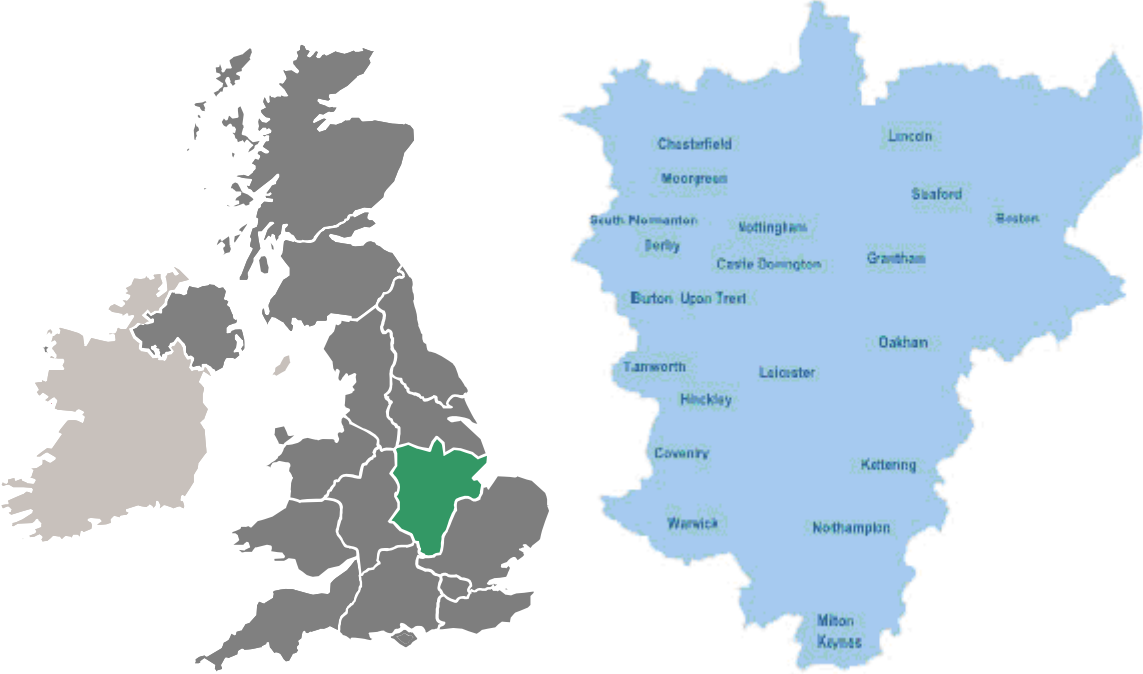 Lincoln
Chesterfield
Moorgreen
Sleaford
Boston
South Normanton
Nottingham
Derby
Grantham
Castle Donington
Burton Upon Trent
Oakham
Tamworth
Leicester
Hinckley
Coventry
Kettering
Warwick
Northampton
Milton
Keynes